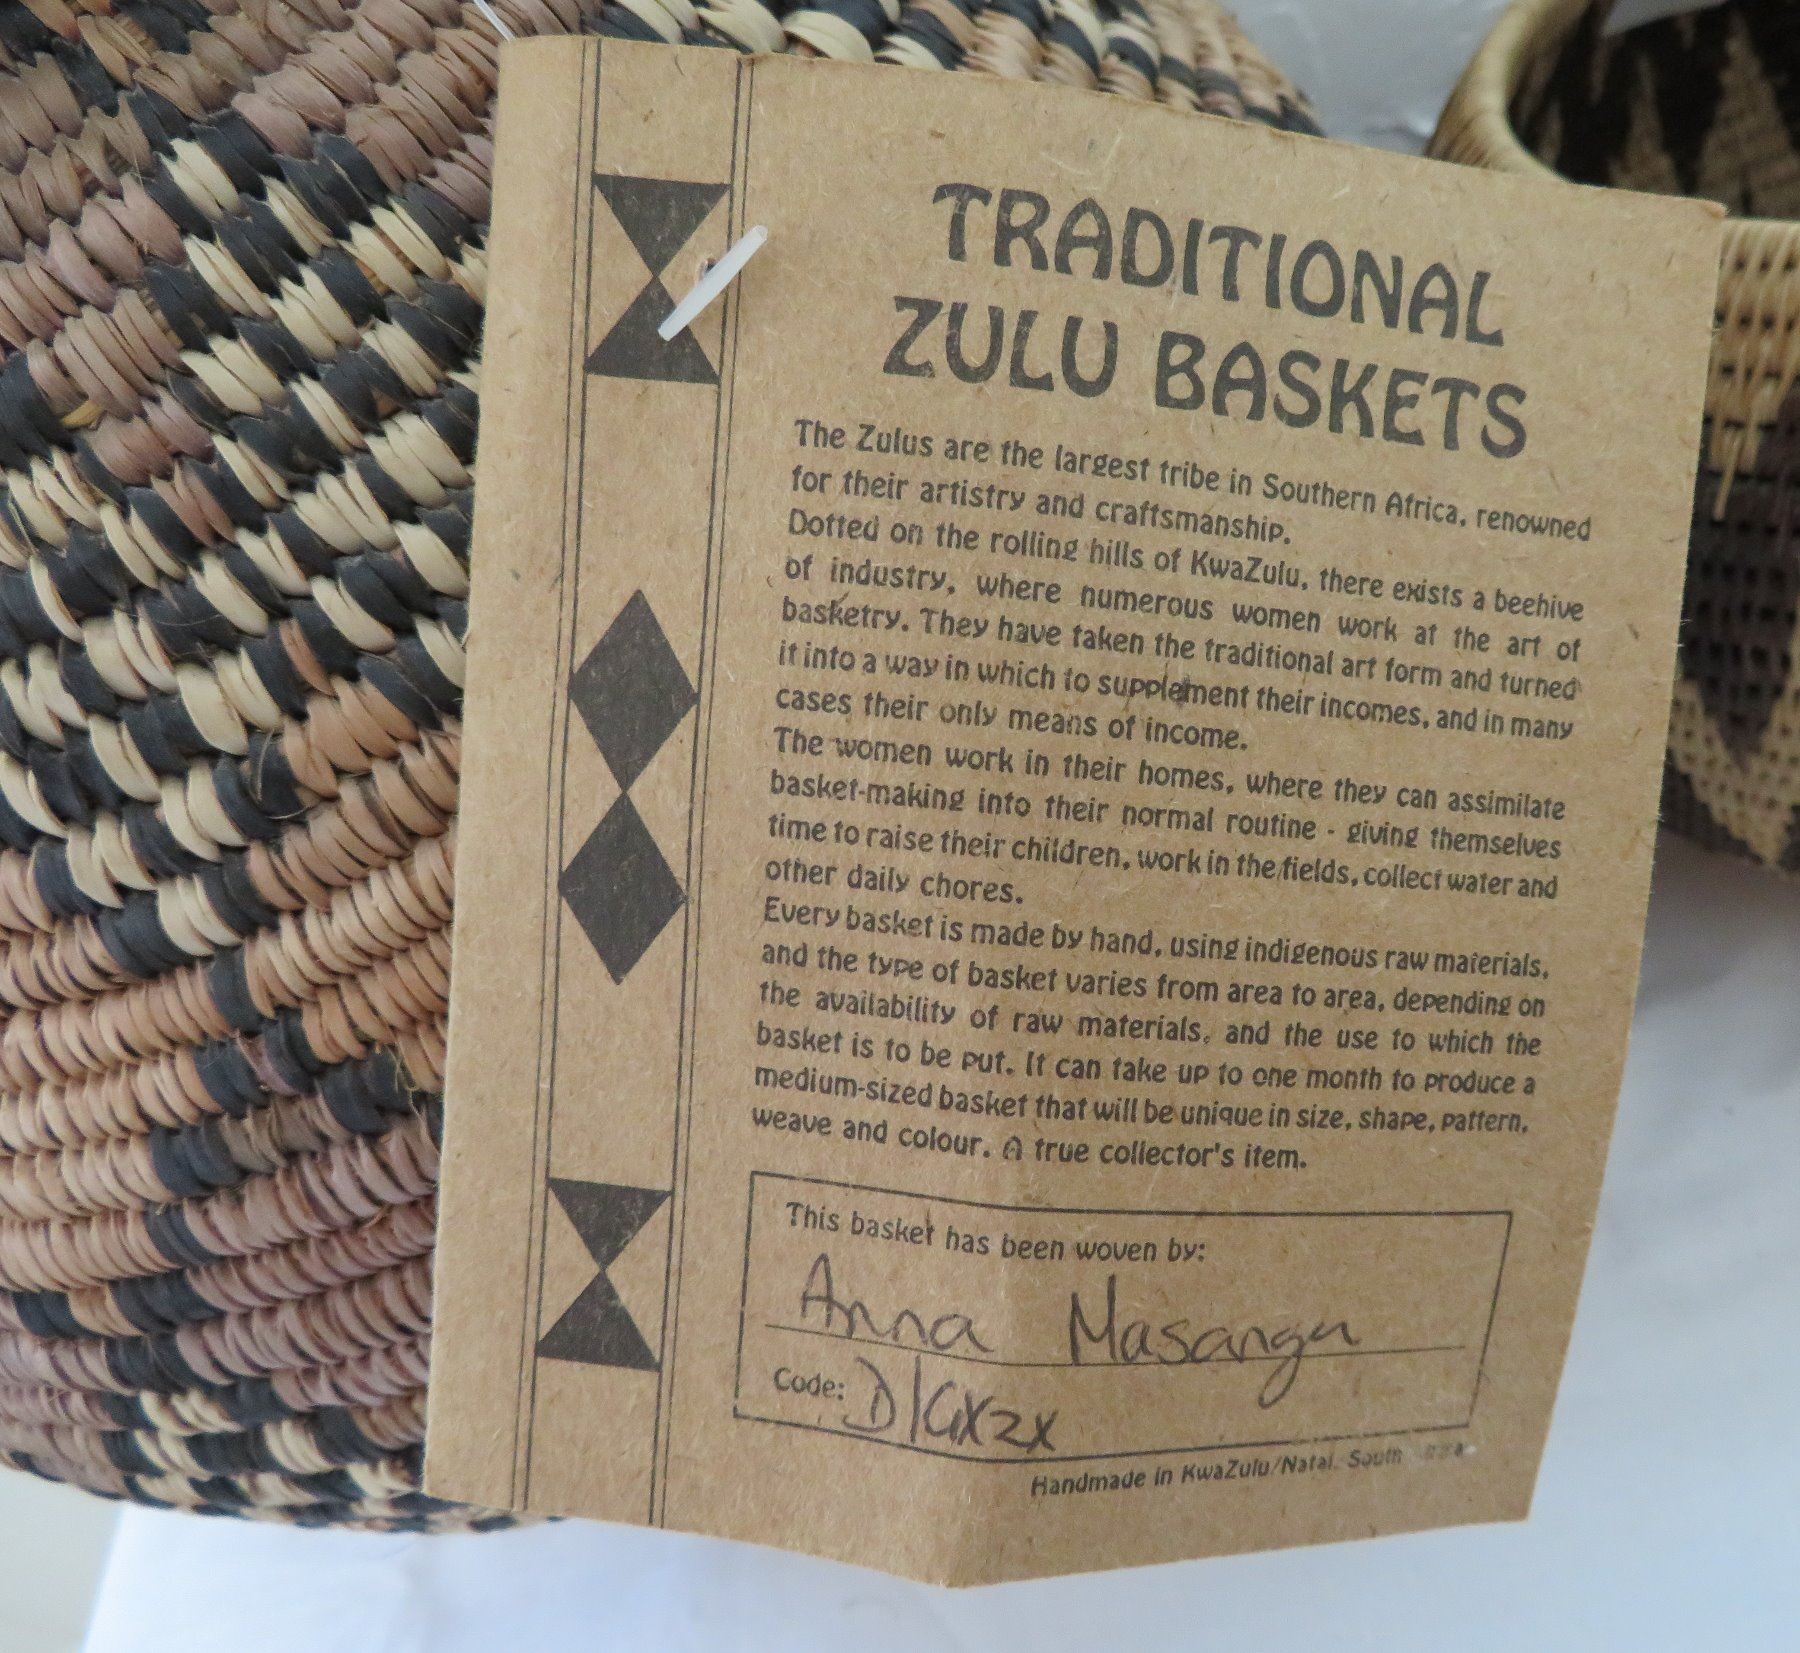 TRADITIONAL
ZULU BASKETS
The Zulus are the largest tribe in Southern Africa, renowned
for their artistry and craftsmanship.
Dotted on the rolling hills of KwaZulu, there exists a beehive
of industry, where numerous women work at the art of
basketry. They have taken the traditional art form and turned
it into a way in which to supplement their incomes, and in many
cases their only means of income.
The women work in their homes, where they can assimilate
basket-making into their normal routine - giving themselves
time to raise their children, work in the fields, collect water and
other daily chores.
Every basket is made by hand, using indigenous raw materials,
and the type of basket varies from area to area, depending on
the availability of raw materials, and the use to which the
basket is to be put. It can take up to one month to produce a
medium-sized basket that will be unique in size, shape, pattern,
weave and colour. A true collector's item.
This basket has been woven by:
Anna Masangu
Code:
Handmade in KwaZulu/Natal. South